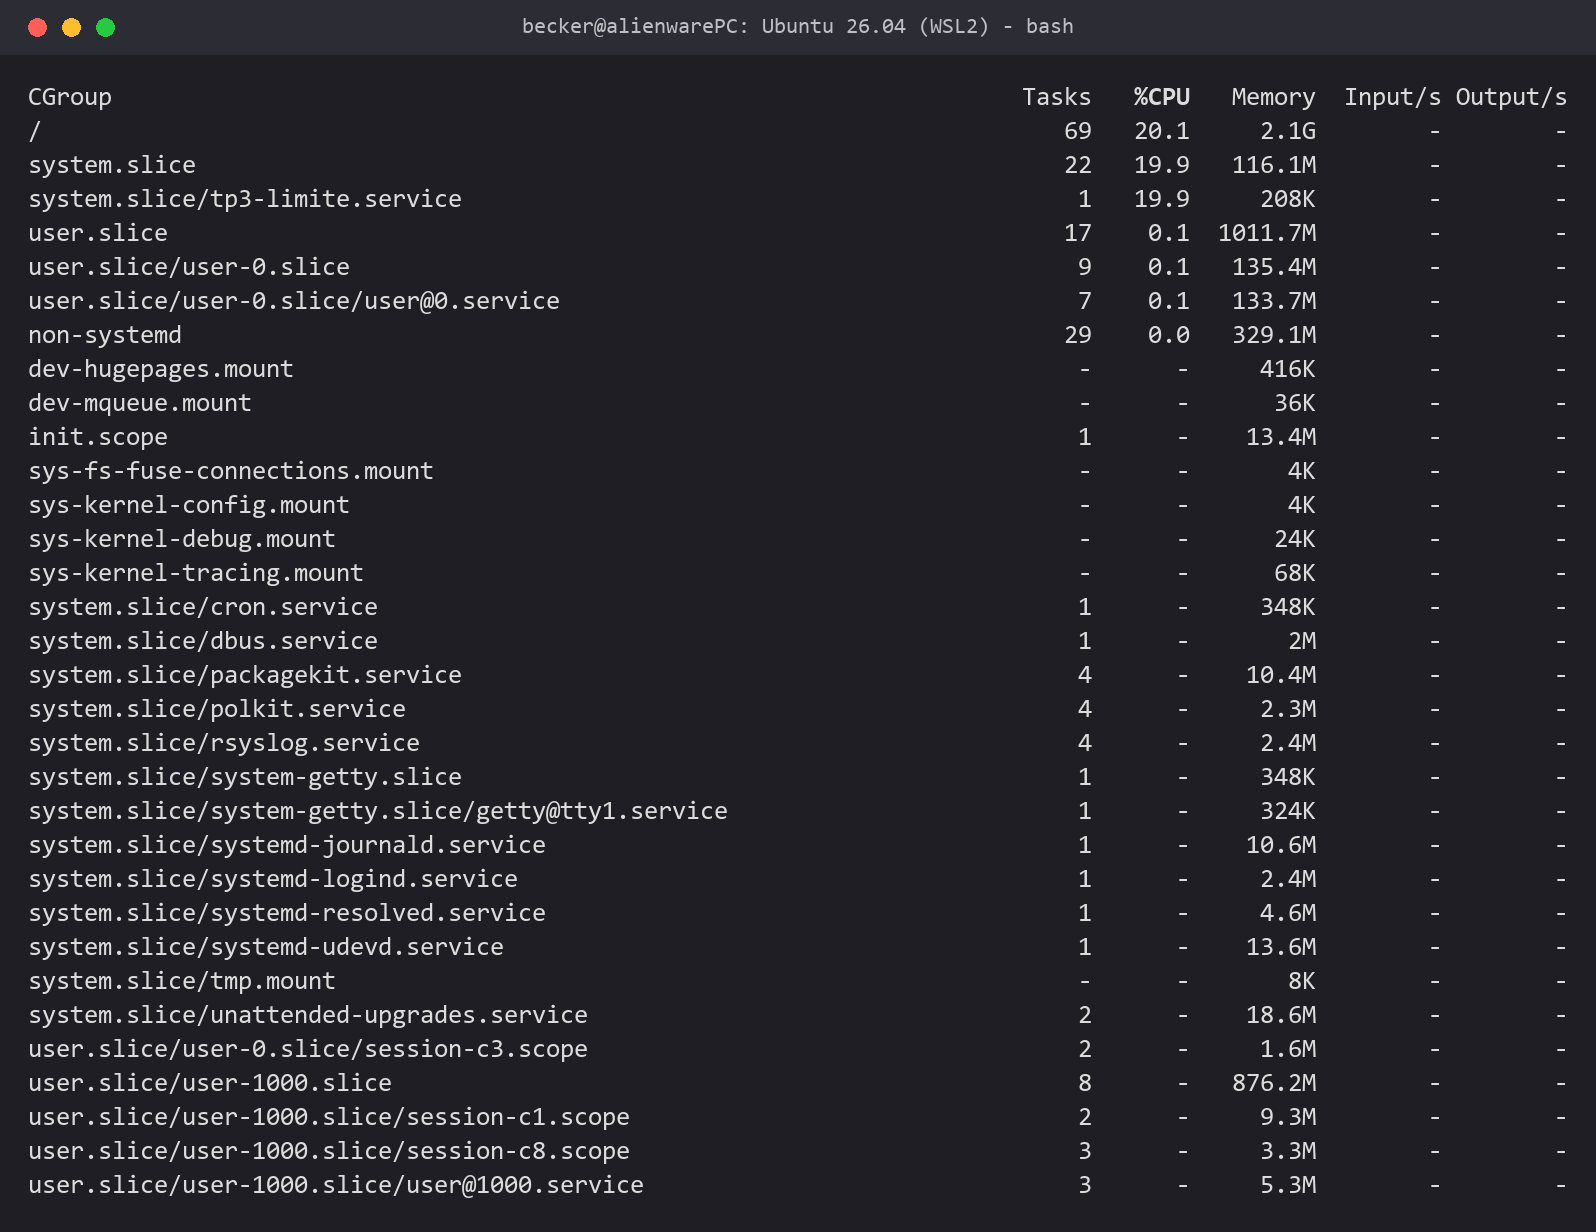 becker@alienwarePC: Ubuntu 26.04 (WSL2) - bash
CGroup Tasks %CPU Memory Input/s Output/s
/ 69 20.1 2.1G - -
system.slice 22 19.9 116.1M - -
system.slice/tp3-limite.service 1 19.9 208K - -
user.slice 17 0.1 1011.7M - -
user.slice/user-0.slice 9 0.1 135.4M - -
user.slice/user-0.slice/user@0.service 7 0.1 133.7M - -
non-systemd 29 0.0 329.1M - -
dev-hugepages.mount - - 416K - -
dev-mqueue.mount - - 36K - -
init.scope 1 - 13.4M - -
sys-fs-fuse-connections.mount - - 4K - -
sys-kernel-config.mount - - 4K - -
sys-kernel-debug.mount - - 24K - -
sys-kernel-tracing.mount - - 68K - -
system.slice/cron.service 1 - 348K - -
system.slice/dbus.service 1 - 2M - -
system.slice/packagekit.service 4 - 10.4M - -
system.slice/polkit.service 4 - 2.3M - -
system.slice/rsyslog.service 4 - 2.4M - -
system.slice/system-getty.slice 1 - 348K - -
system.slice/system-getty.slice/getty@tty1.service 1 - 324K - -
system.slice/systemd-journald.service 1 - 10.6M - -
system.slice/systemd-logind.service 1 - 2.4M - -
system.slice/systemd-resolved.service 1 - 4.6M - -
system.slice/systemd-udevd.service 1 - 13.6M - -
system.slice/tmp.mount - - 8K - -
system.slice/unattended-upgrades.service 2 - 18.6M - -
user.slice/user-0.slice/session-c3.scope 2 - 1.6M - -
user.slice/user-1000.slice 8 - 876.2M - -
user.slice/user-1000.slice/session-c1.scope 2 - 9.3M - -
user.slice/user-1000.slice/session-c8.scope 3 - 3.3M - -
user.slice/user-1000.slice/user@1000.service 3 - 5.3M - -